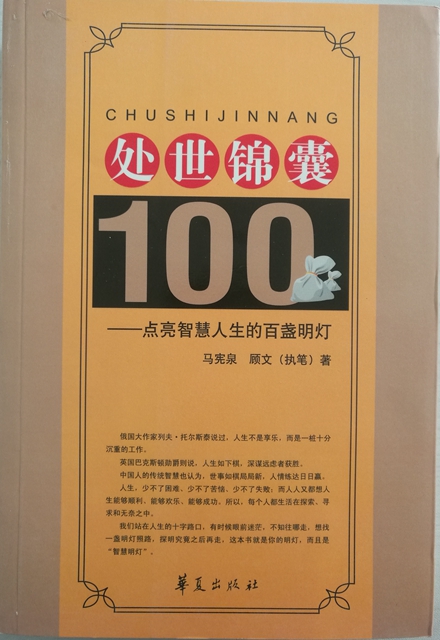 CHUSHIJINNANG
处世锦囊
100
——点亮智慧人生的百盏明灯
马宪泉 顾文（执笔）著
俄国大作家列夫·托尔斯泰说过，人生不是享乐，而是一桩十分
沉重的工作。
英国巴克斯顿勋爵则说，人生如下棋，深谋远虑者获胜。
中国人的传统智慧也认为，世事如棋局局新，人情练达日日赢。
人生，少不了困难、少不了苦恼、少不了失败；而人人又都想人
生能够顺利、能够欢乐、能够成功。所以，每个人都生活在探索、寻
求和无奈之中。
我们站在人生的十字路口，有时候眼前迷茫，不知往哪走，想找
一盏明灯照路，探明究竟之后再走，这本书就是你的明灯，而且是
“智慧明灯”。
华夏出版社